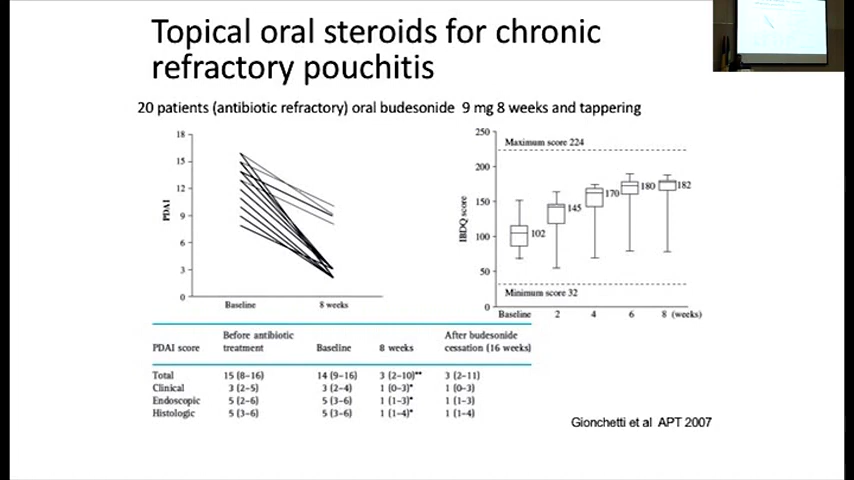 Topical oral steroids for chronic
refractory pouchitis
20 patients (antibiotic refractory) oral budesonide 9 mg 8 weeks and tappering
18
15
12
9
6
3
0
PDAI
Baseline 8 weeks
250
200
150
100
50
0
IBDQ score
Maximum score 224
102
145
170
180
182
Minimum score 32
Baseline 2 4 6 8 (weeks)
PDAI score Before antibiotic treatment Baseline 8 weeks After budesonide cessation (16 weeks)
Total 15 (8–16) 14 (9–16) 3 (2–10)** 3 (2–11)
Clinical 3 (2–5) 3 (2–4) 1 (0–3)* 1 (0–3)
Endoscopic 5 (2–6) 5 (3–6) 1 (1–3)* 1 (1–3)
Histologic 5 (3–6) 5 (3–6) 1 (1–4)* 1 (1–4)
Gionchetti et al APT 2007